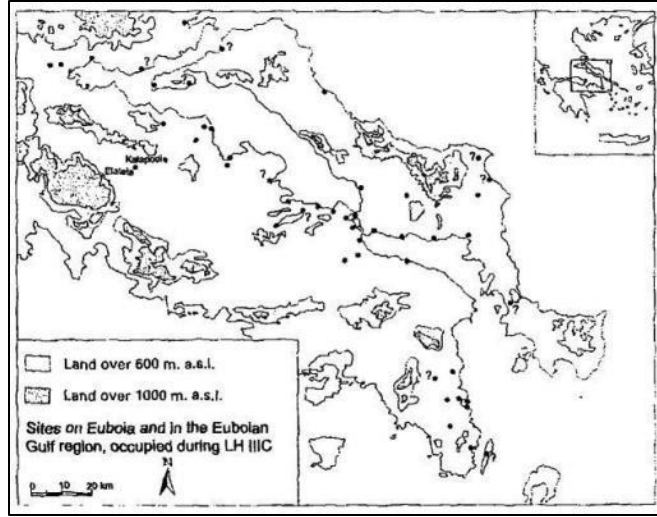 Kalapodi
Elateia
Land over 600 m. a.s.l.
Land over 1000 m. a.s.l.
Sites on Euboia and in the Euboian
Gulf region, occupied during LH IIIC
N
0 10 20 km
?
?
?
?
?
?
?
?